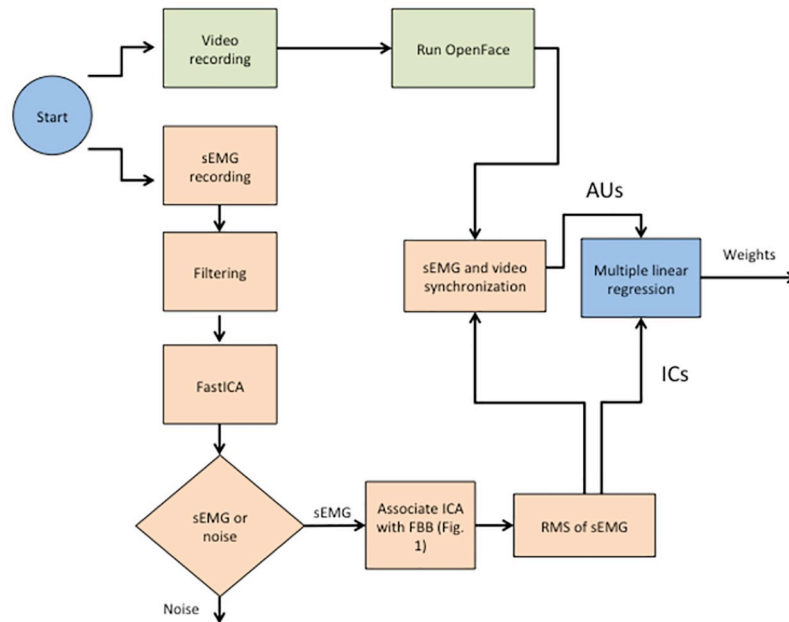 Video
recording
Run OpenFace
Start
sEMG
recording
AUs
Filtering
sEMG and video
synchronization
Multiple linear
regression
Weights
FastICA
ICs
sEMG or
noise
sEMG
Associate ICA
with FBB (Fig.
1)
RMS of sEMG
Noise